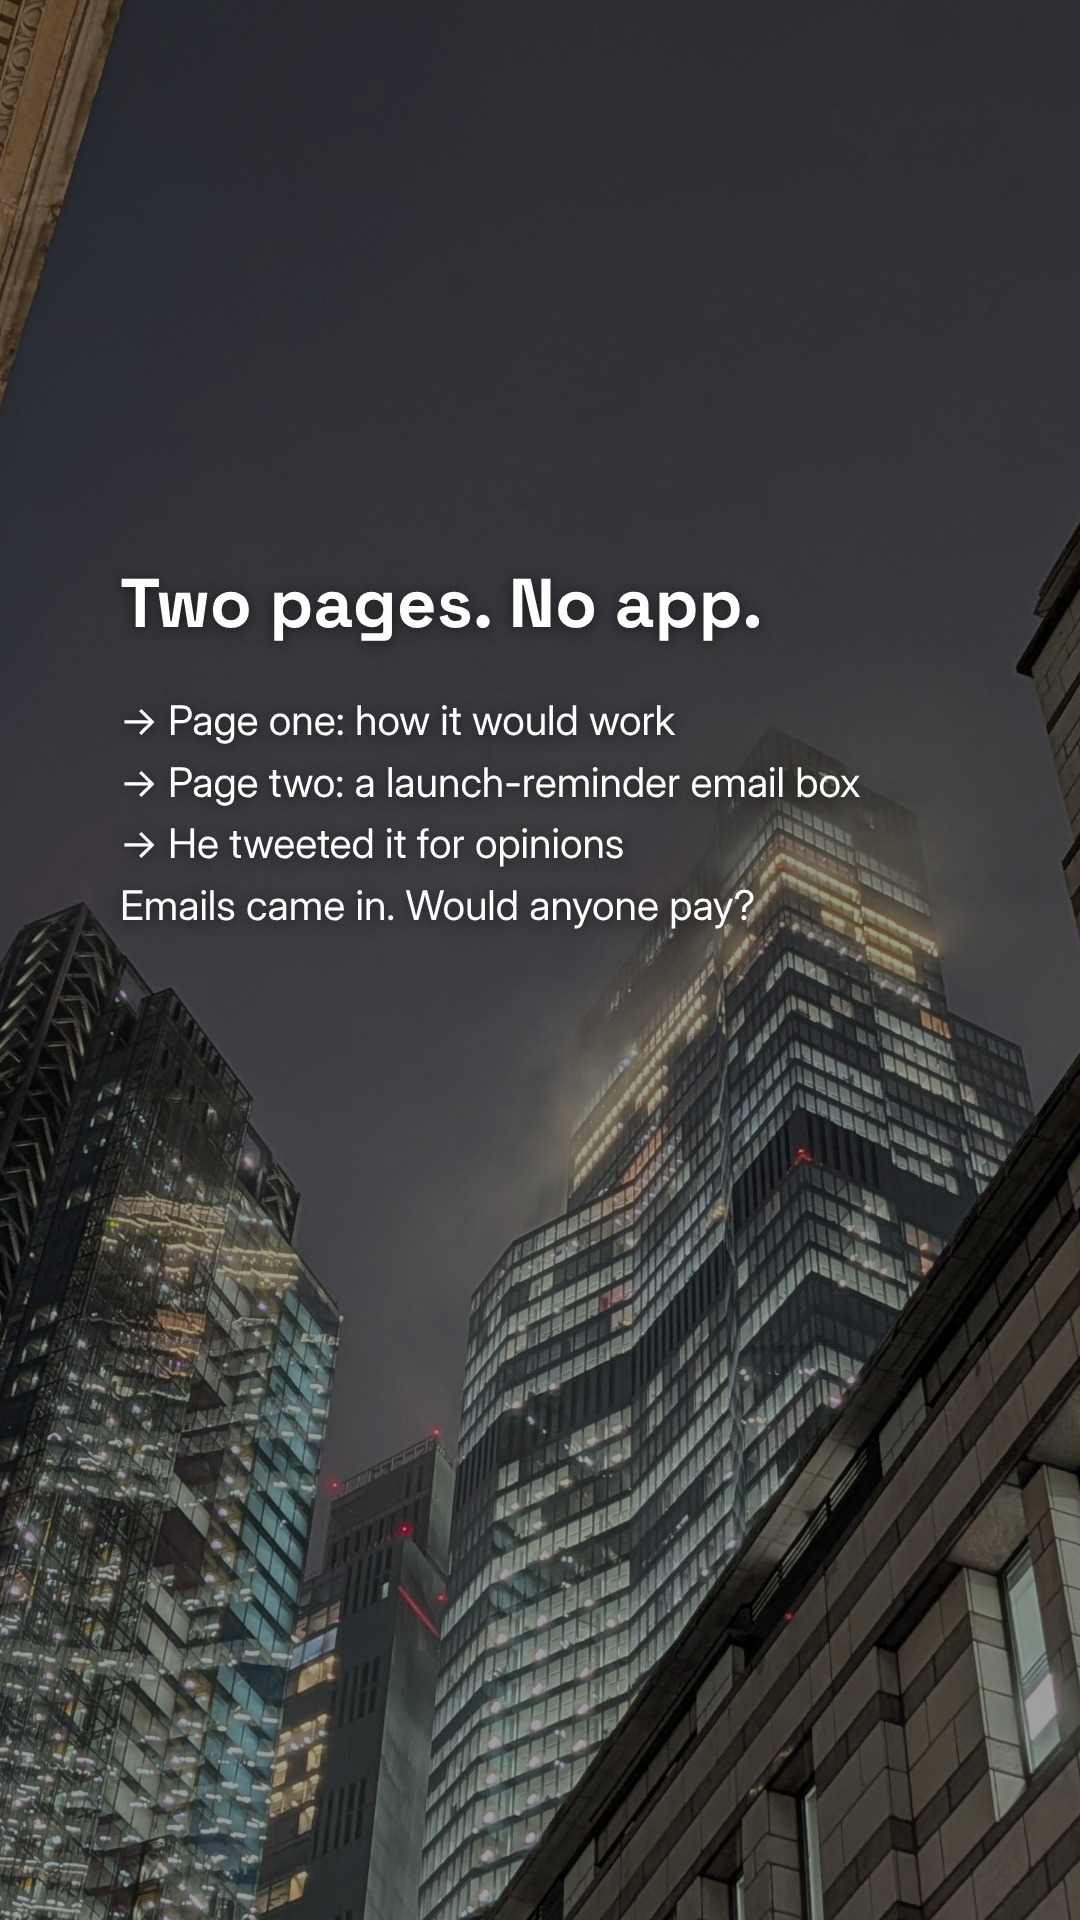 Two pages. No app.
→ Page one: how it would work
→ Page two: a launch-reminder email box
→ He tweeted it for opinions
Emails came in. Would anyone pay?